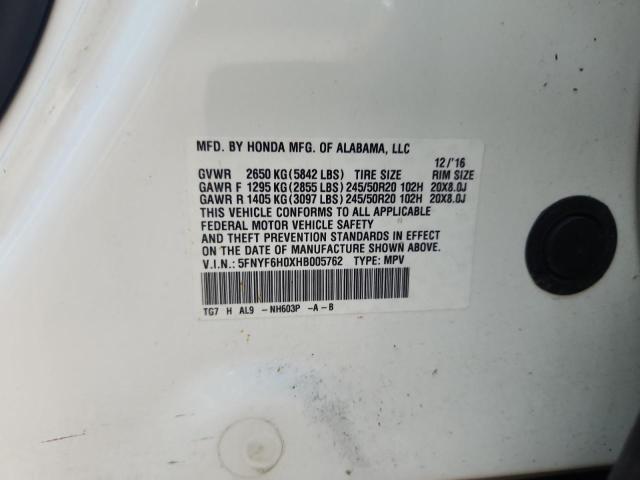 MFD. BY HONDA MFG. OF ALABAMA, LLC
12/'16
GVWR 2650 KG (5842 LBS) TIRE SIZE RIM SIZE
GAWR F 1295 KG (2855 LBS) 245/50R20 102H 20X8.0J
GAWR R 1405 KG (3097 LBS) 245/50R20 102H 20X8.0J
THIS VEHICLE CONFORMS TO ALL APPLICABLE
FEDERAL MOTOR VEHICLE SAFETY
AND THEFT PREVENTION STANDARDS IN EFFECT
ON THE DATE OF MANUFACTURE SHOWN ABOVE.
V.I.N.: 5FNYF6H0XHB005762 TYPE: MPV
TG7 H AL9 -NH603P -A-B